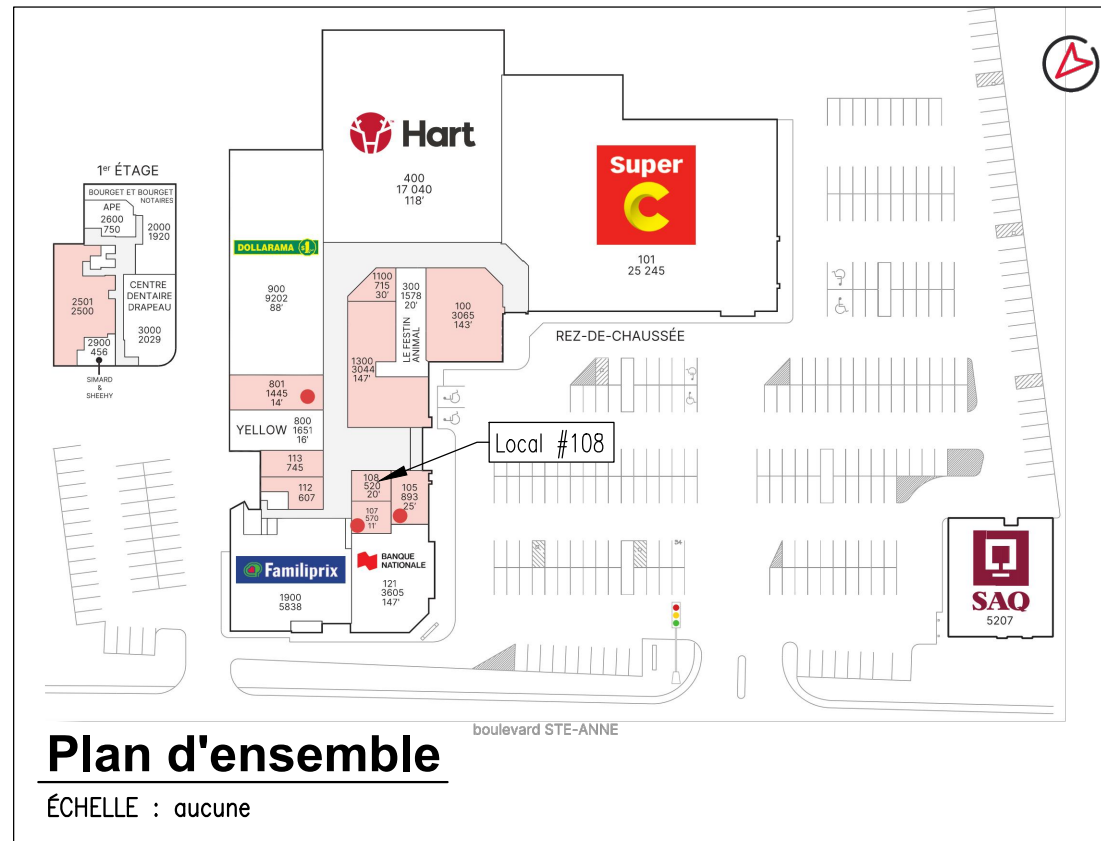 Hart
400
17 040
118'
Super
C
101
25 245
1er ÉTAGE
BOURGET ET BOURGET
NOTAIRES
APE
2600
750
2000
1920
2501
2500
CENTRE
DENTAIRE
DRAPEAU
3000
2029
2900
456
SIMARD
&
SHEEHY
DOLLARAMA
900
9202
88'
1100
715
30'
300
1578
20'
LE FESTIN
ANIMAL
100
3065
143'
REZ-DE-CHAUSSÉE
1300
3044
147'
801
1445
14'
YELLOW
800
1651
16'
Local #108
113
745
112
607
108
520
20'
105
893
25'
107
570
11'
Familiprix
1900
5838
BANQUE
NATIONALE
121
3605
147'
54
SAQ
5207
boulevard STE-ANNE
Plan d'ensemble
ÉCHELLE : aucune